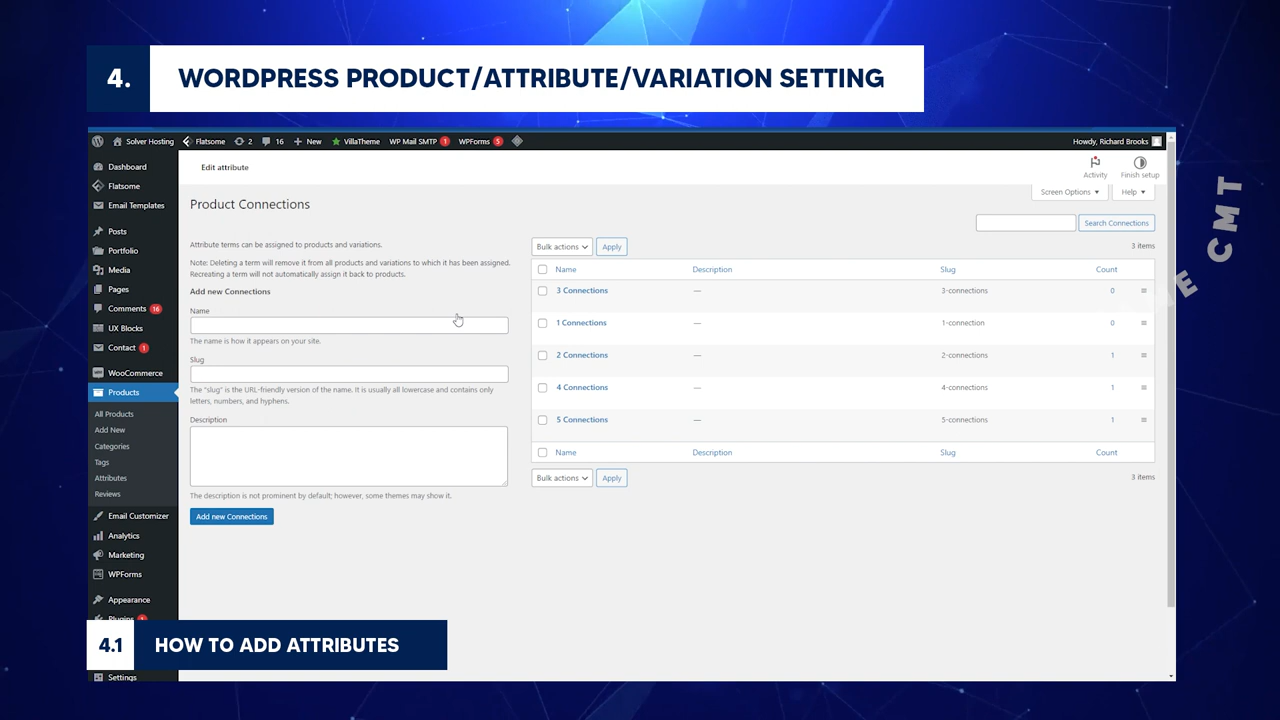 4.
WORDPRESS PRODUCT/ATTRIBUTE/VARIATION SETTING
Solver Hosting
Flatsome
2
16
New
VillaTheme
WP Mail SMTP 1
WPForms 5
Howdy, Richard Brooks
Dashboard
Flatsome
Email Templates
Posts
Portfolio
Media
Pages
Comments 16
UX Blocks
Contact 1
WooCommerce
Products
All Products
Add New
Categories
Tags
Attributes
Reviews
Email Customizer
Analytics
Marketing
WPForms
Appearance
Plugins 1
Settings
Edit attribute
Activity
Finish setup
Screen Options
Help
Product Connections
Search Connections
Attribute terms can be assigned to products and variations.
Note: Deleting a term will remove it from all products and variations to which it has been assigned.
Recreating a term will not automatically assign it back to products.
Add new Connections
Name
The name is how it appears on your site.
Slug
The "slug" is the URL-friendly version of the name. It is usually all lowercase and contains only
letters, numbers, and hyphens.
Description
The description is not prominent by default; however, some themes may show it.
Add new Connections
Bulk actions
Apply
3 items
Name Description Slug Count
3 Connections — 3-connections 0
1 Connections — 1-connection 0
2 Connections — 2-connections 1
4 Connections — 4-connections 1
5 Connections — 5-connections 1
Name Description Slug Count
Bulk actions
Apply
3 items
4.1
HOW TO ADD ATTRIBUTES
CMT